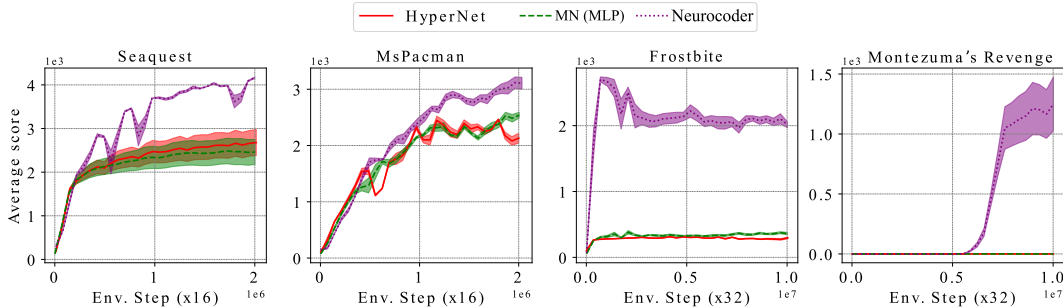 HyperNet MN (MLP) Neurocoder
Seaquest MsPacman Frostbite Montezuma's Revenge
1e3 1e3 1e3 1e3
Average score
4 3 2 1 0
4 3 2 1 0
2 1 0
1.5 1.0 0.5 0.0
0 1 2 0 1 2 0.0 0.5 1.0 0.0 0.5 1.0
1e6 1e6 1e7 1e7
Env. Step (x16) Env. Step (x16) Env. Step (x32) Env. Step (x32)